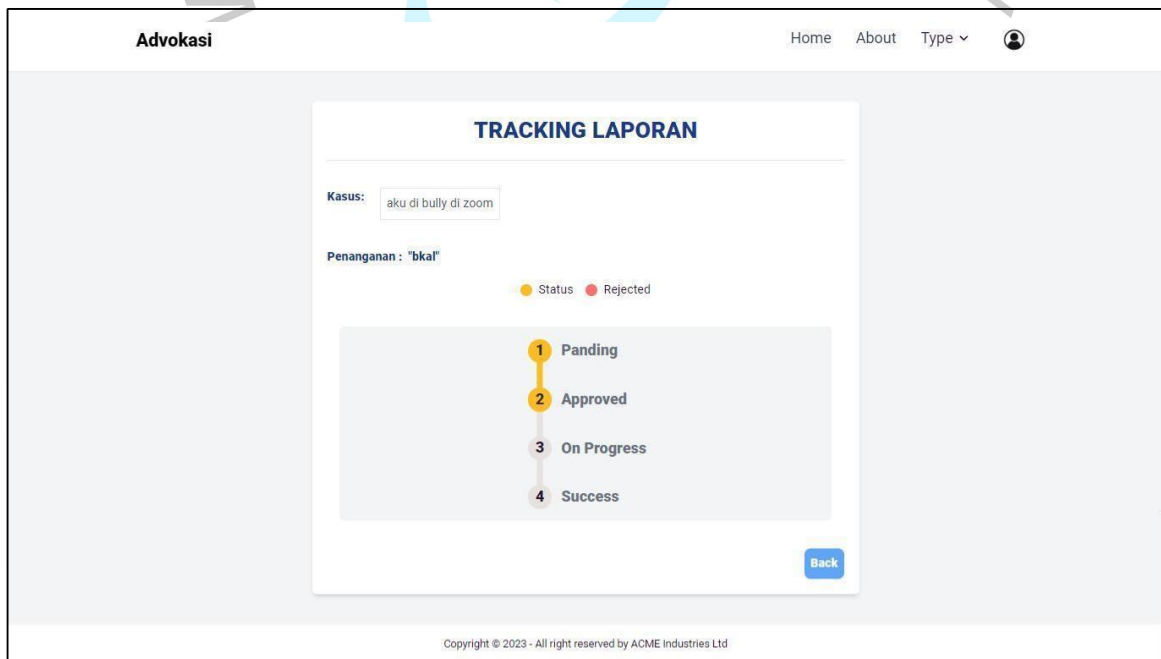 Advokasi Home About Type
TRACKING LAPORAN
Kasus: aku di bully di zoom
Penanganan : "bkal"
Status Rejected
1 Panding
2 Approved
3 On Progress
4 Success
Back
Copyright © 2023 - All right reserved by ACME Industries Ltd